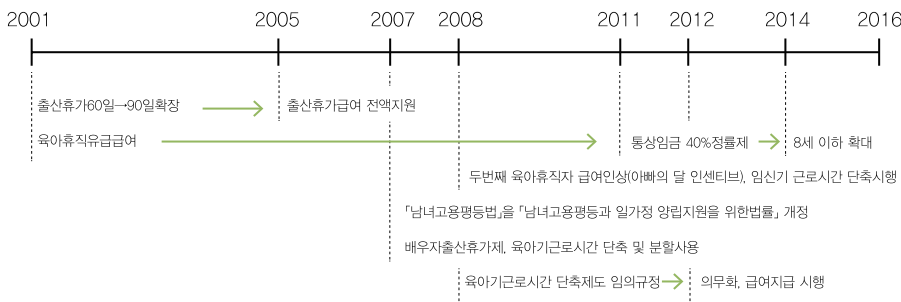 2001 2005 2007 2008 2011 2012 2014 2016
출산휴가60일→90일확장 출산휴가급여 전액지원
육아휴직유급급여 통상임금 40%정률제 8세 이하 확대
두번째 육아휴직자 급여인상(아빠의 달 인센티브), 임신기 근로시간 단축시행
「남녀고용평등법」을 「남녀고용평등과 일가정 양립지원을 위한법률」 개정
배우자출산휴가제, 육아기근로시간 단축 및 분할사용
육아기근로시간 단축제도 임의규정 의무화, 급여지급 시행